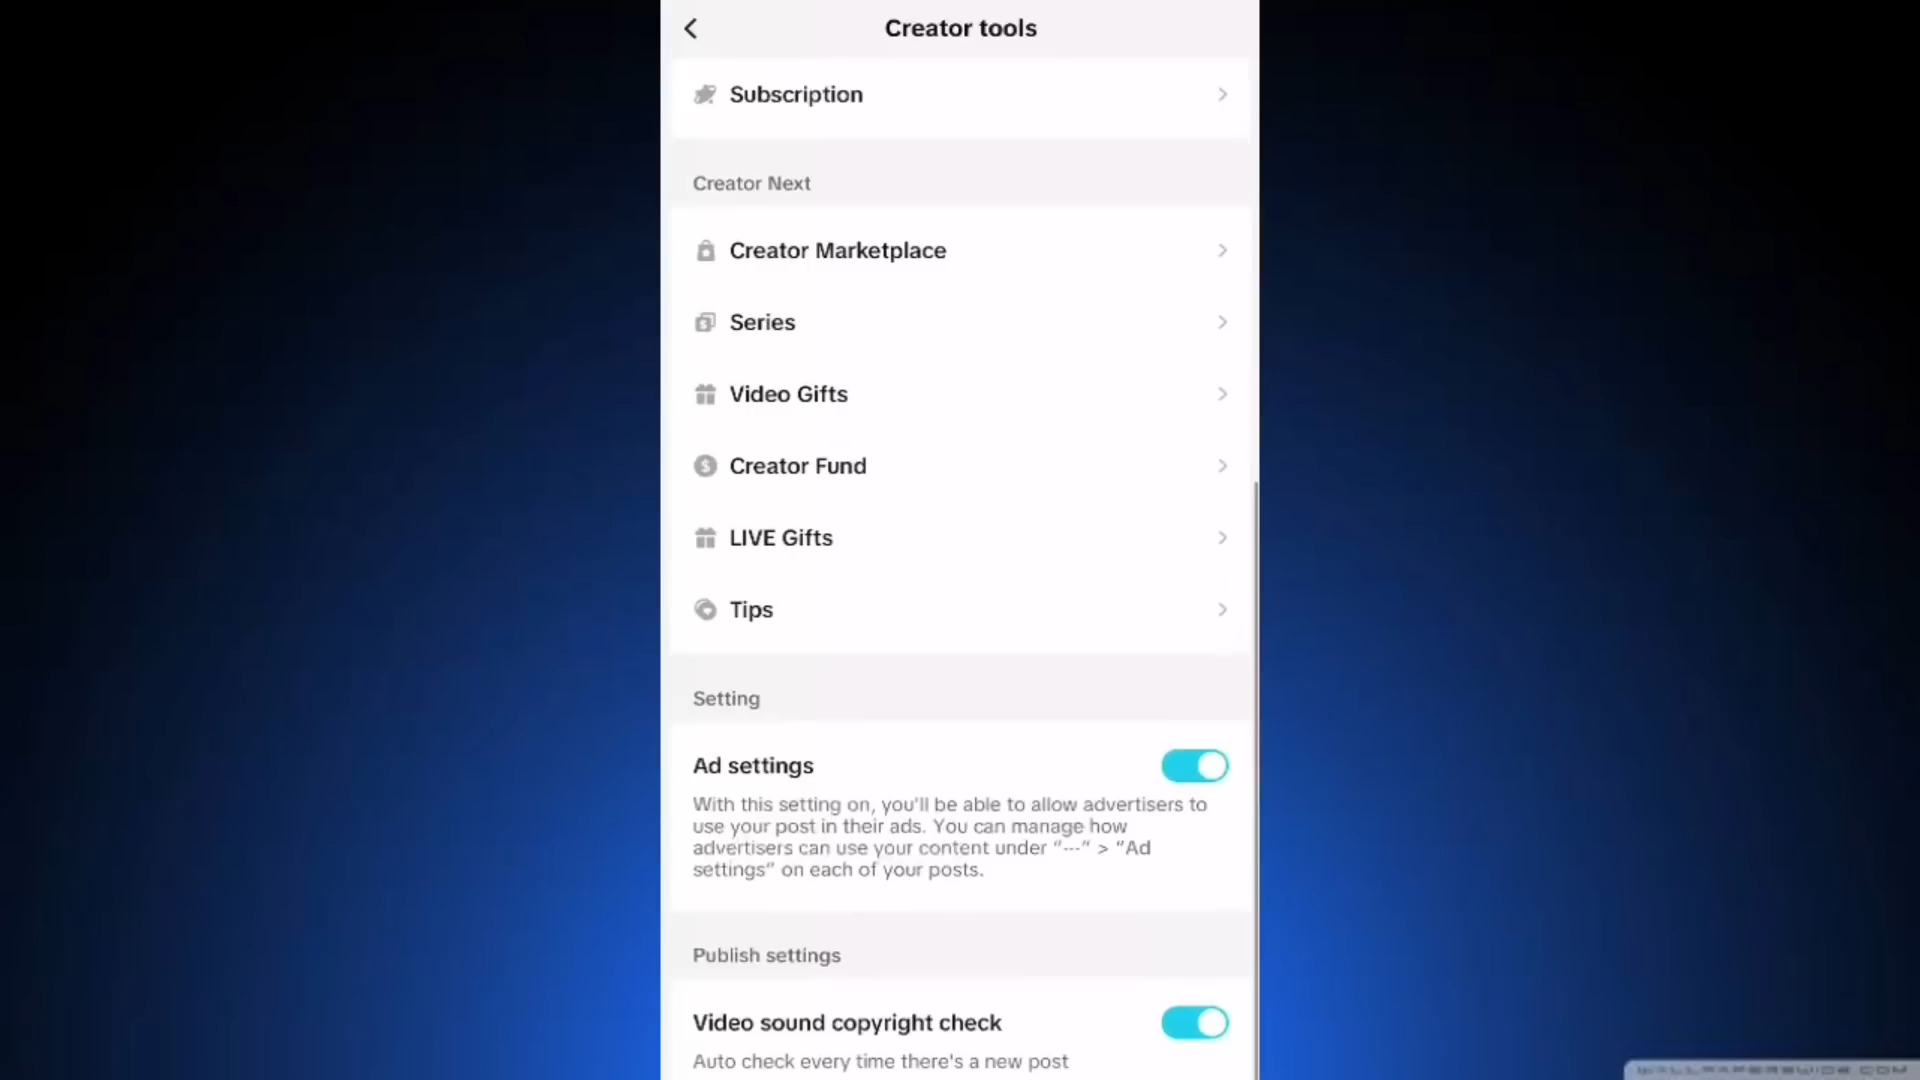 Creator tools
Subscription
Creator Next
Creator Marketplace
Series
Video Gifts
Creator Fund
LIVE Gifts
Tips
Setting
Ad settings
With this setting on, you'll be able to allow advertisers to
use your post in their ads. You can manage how
advertisers can use your content under “---” > “Ad
settings” on each of your posts.
Publish settings
Video sound copyright check
Auto check every time there's a new post